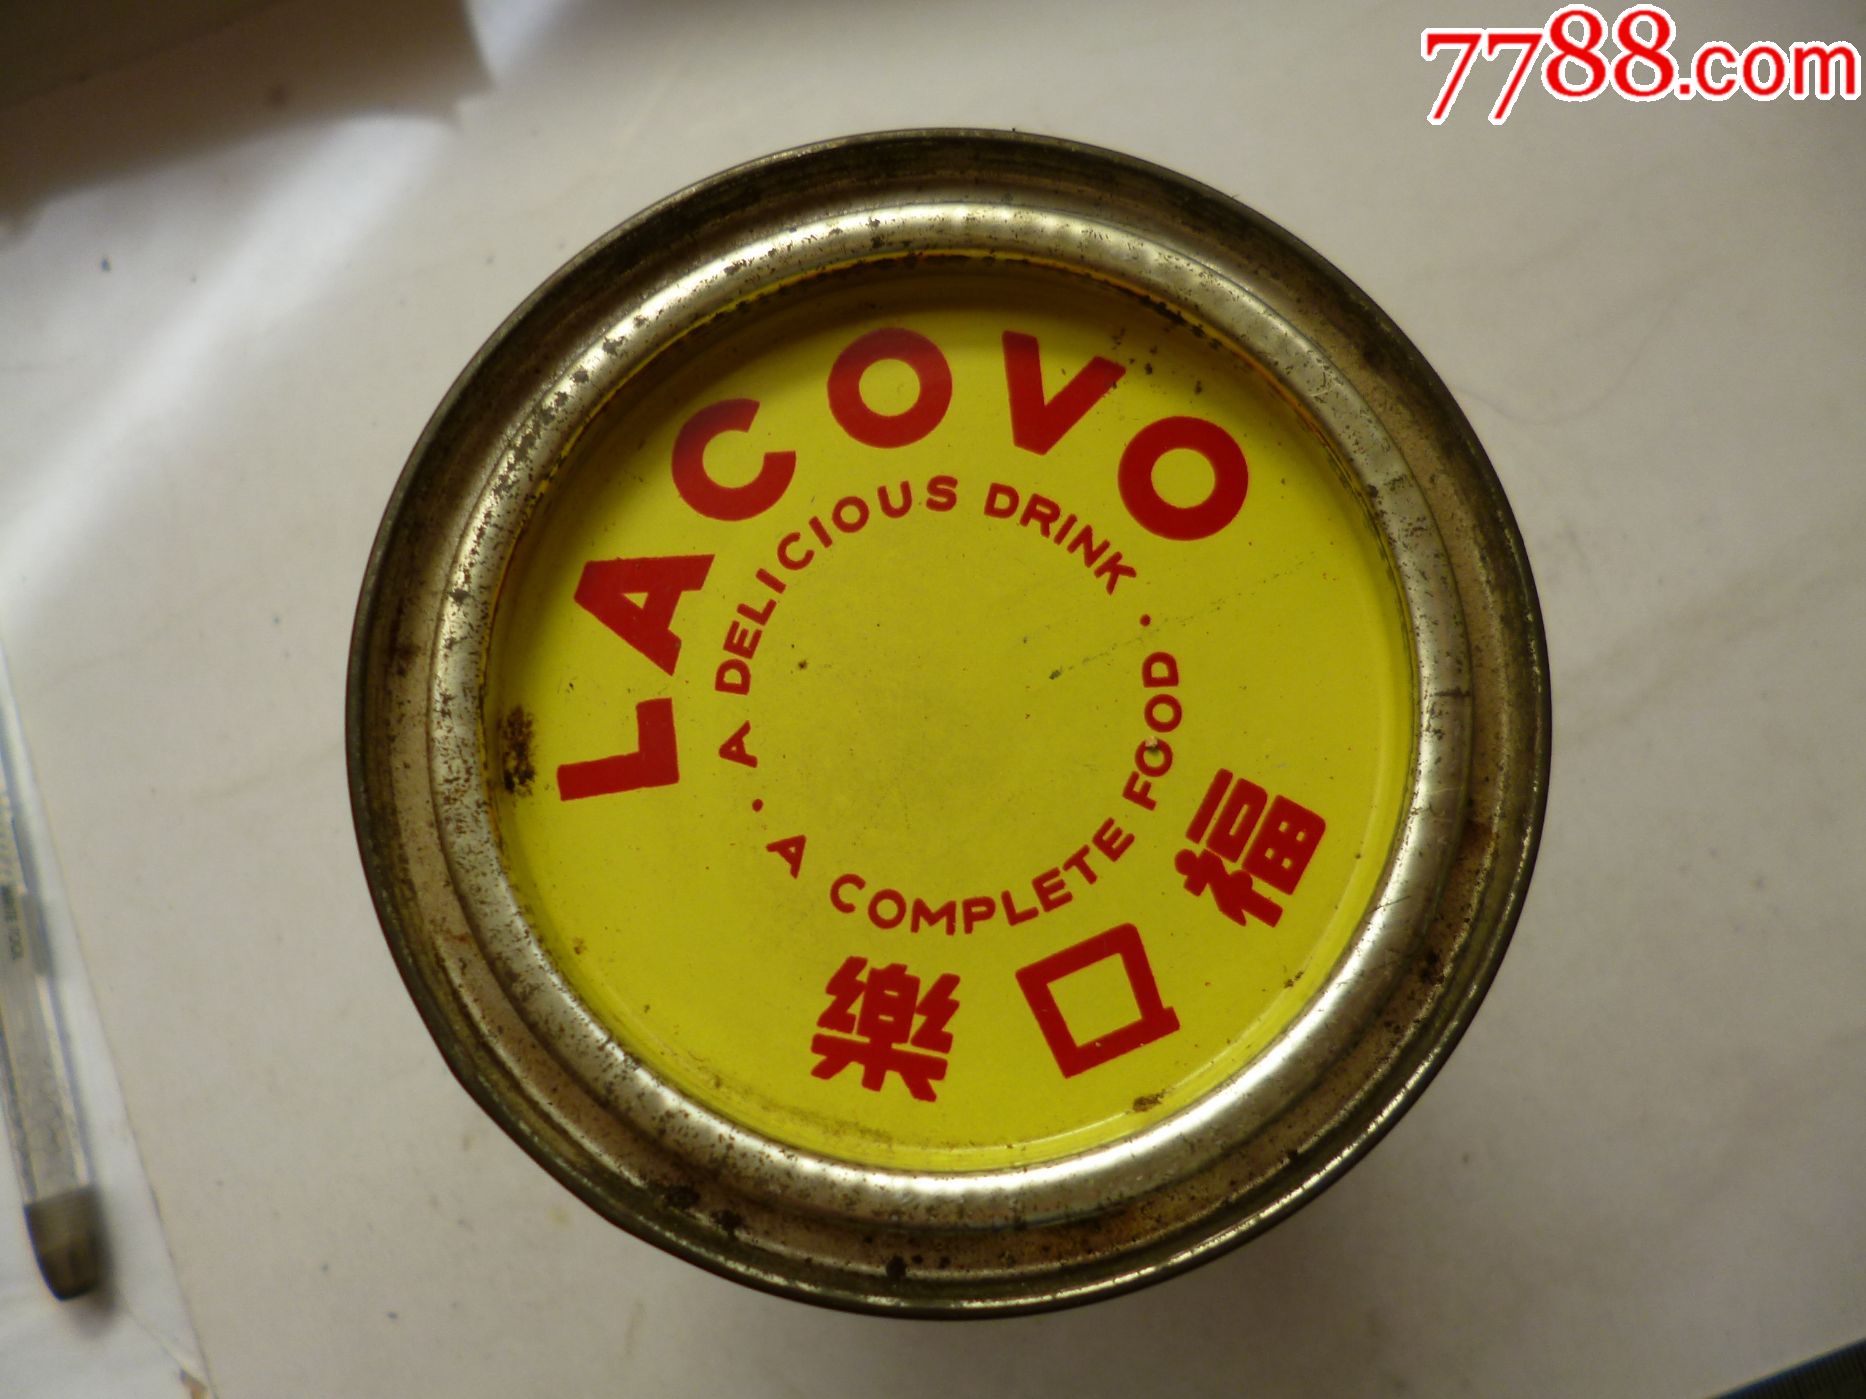 7788.com
LACOVO
A DELICIOUS DRINK ·
A COMPLETE FOOD ·
樂口福